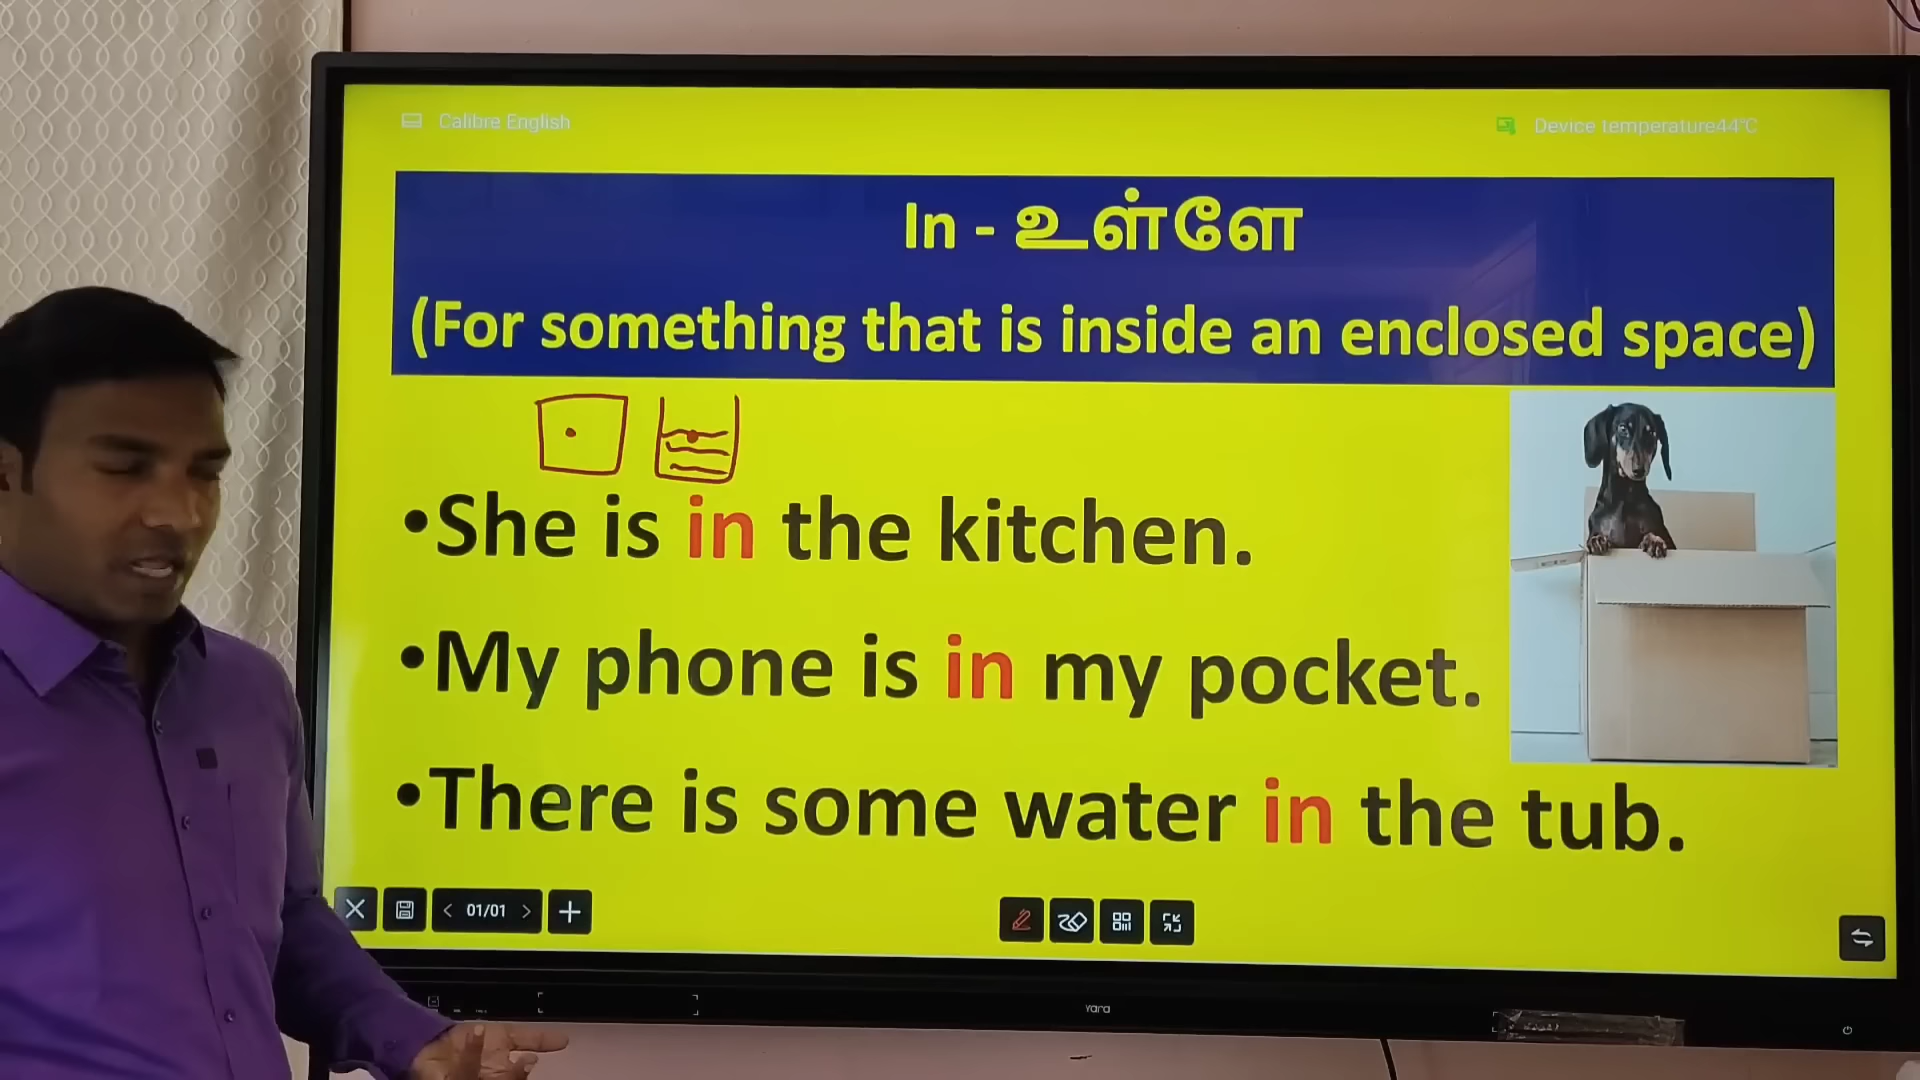 Calibre English
Device temperature44°C
In - உள்ளே
(For something that is inside an enclosed space)
•She is in the kitchen.
•My phone is in my pocket.
•There is some water in the tub.
01/01
yara